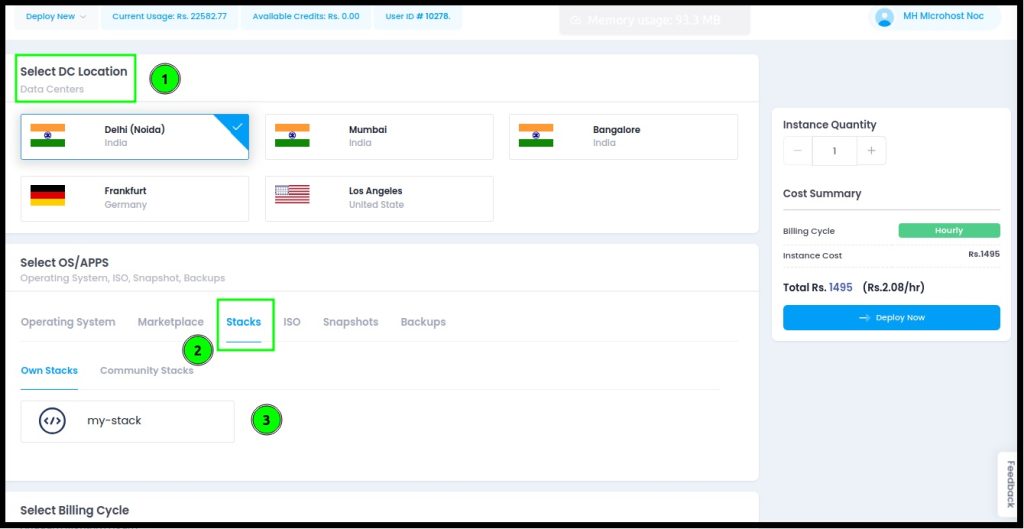 Deploy New
Current Usage: Rs. 22582.77
Available Credits: Rs. 0.00
User ID # 10278.
Memory usage: 93.3 MB
MH Microhost Noc
Select DC Location
Data Centers
1
Delhi (Noida)
India
Mumbai
India
Bangalore
India
Frankfurt
Germany
Los Angeles
United State
Select OS/APPS
Operating System, ISO, Snapshot, Backups
Operating System
Marketplace
Stacks
ISO
Snapshots
Backups
2
Own Stacks
Community Stacks
</> my-stack
3
Select Billing Cycle
Instance Quantity
− 1 +
Cost Summary
Billing Cycle Hourly
Instance Cost Rs.1495
Total Rs. 1495 (Rs.2.08/hr)
Deploy Now
Feedback